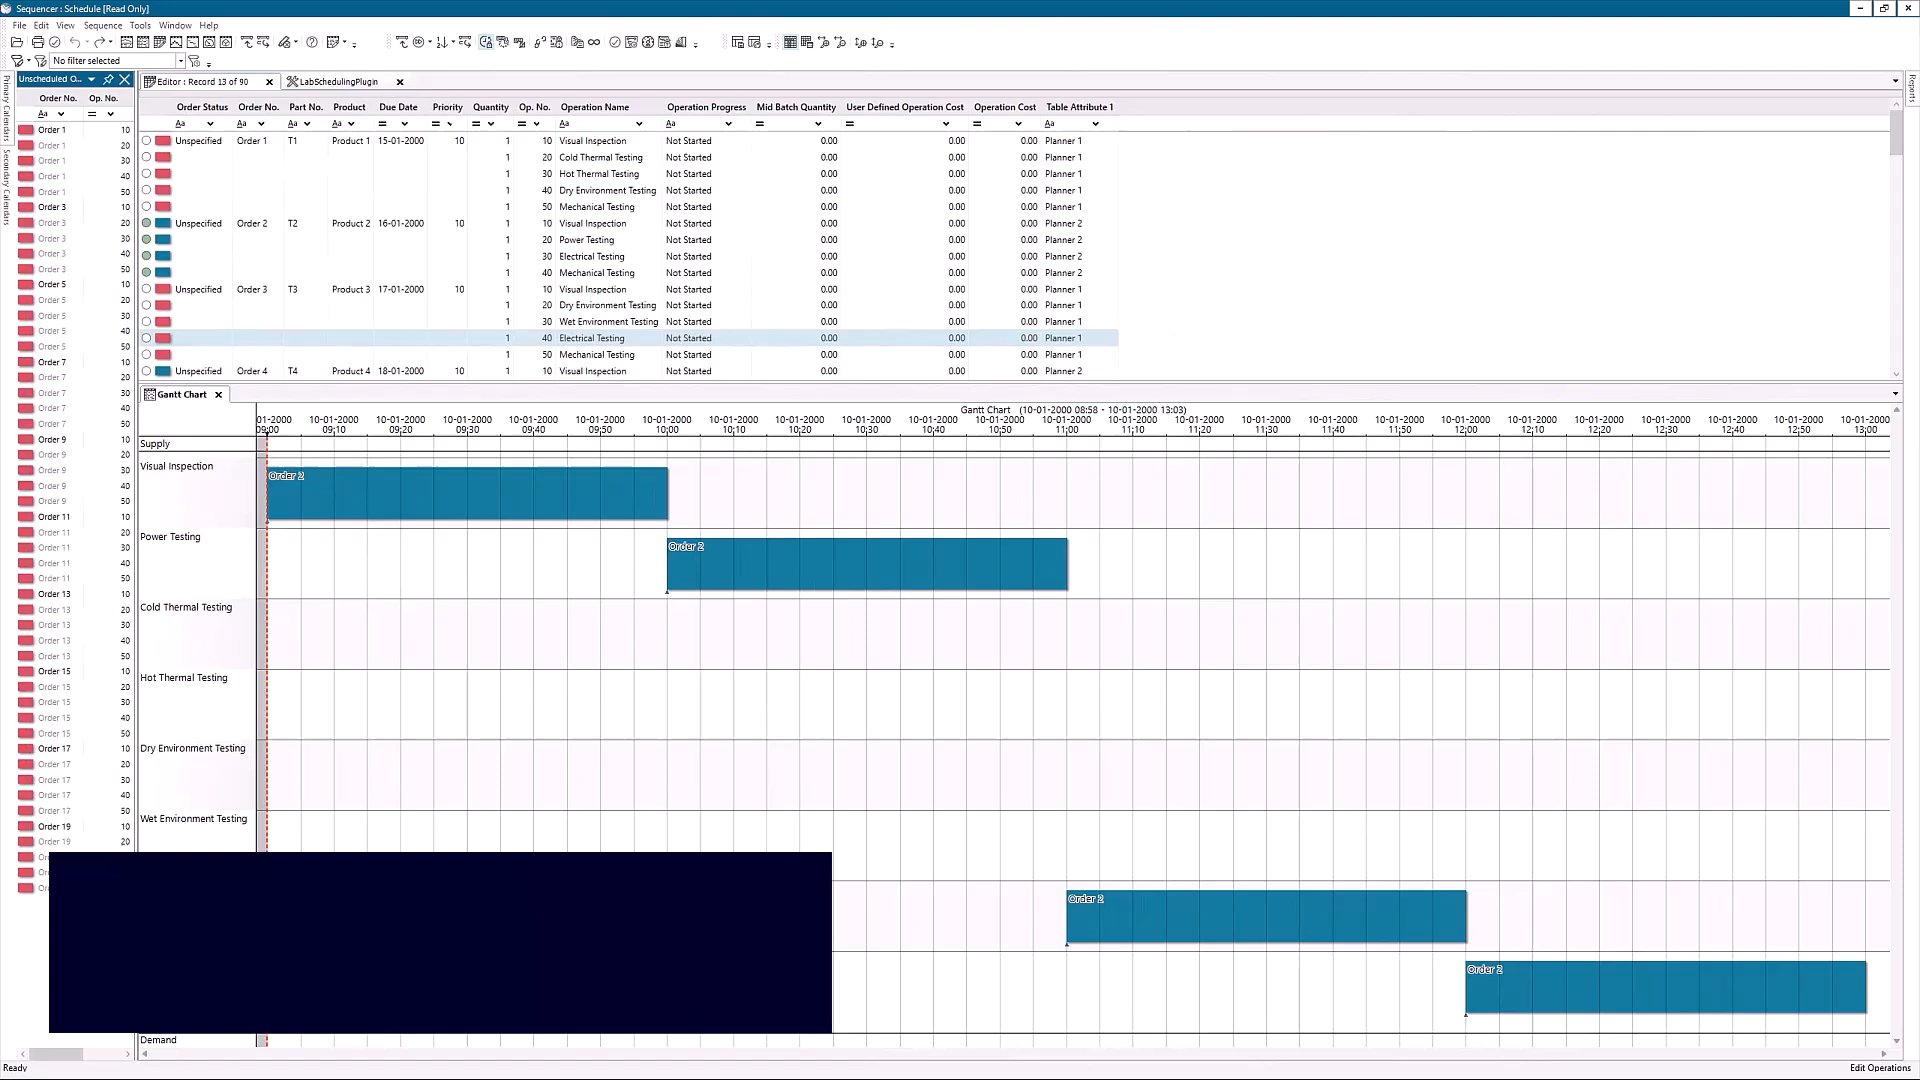 Sequencer : Schedule [Read Only]
File Edit View Sequence Tools Window Help
No filter selected
Primary Calendars
Secondary Calendars
Reports
Unscheduled O...
Order No. Op. No.
Order 1 10
Order 1 20
Order 1 30
Order 1 40
Order 1 50
Order 3 10
Order 3 20
Order 3 30
Order 3 40
Order 3 50
Order 5 10
Order 5 20
Order 5 30
Order 5 40
Order 5 50
Order 7 10
Order 7 20
Order 7 30
Order 7 40
Order 7 50
Order 9 10
Order 9 20
Order 9 30
Order 9 40
Order 9 50
Order 11 10
Order 11 20
Order 11 30
Order 11 40
Order 11 50
Order 13 10
Order 13 20
Order 13 30
Order 13 40
Order 13 50
Order 15 10
Order 15 20
Order 15 30
Order 15 40
Order 15 50
Order 17 10
Order 17 20
Order 17 30
Order 17 40
Order 17 50
Order 19 10
Order 19 20
Editor : Record 13 of 90 LabSchedulingPlugin
Order Status Order No. Part No. Product Due Date Priority Quantity Op. No. Operation Name Operation Progress Mid Batch Quantity User Defined Operation Cost Operation Cost Table Attribute 1
Unspecified Order 1 T1 Product 1 15-01-2000 10 1 10 Visual Inspection Not Started 0.00 0.00 0.00 Planner 1
1 20 Cold Thermal Testing Not Started 0.00 0.00 0.00 Planner 1
1 30 Hot Thermal Testing Not Started 0.00 0.00 0.00 Planner 1
1 40 Dry Environment Testing Not Started 0.00 0.00 0.00 Planner 1
1 50 Mechanical Testing Not Started 0.00 0.00 0.00 Planner 1
Unspecified Order 2 T2 Product 2 16-01-2000 10 1 10 Visual Inspection Not Started 0.00 0.00 0.00 Planner 2
1 20 Power Testing Not Started 0.00 0.00 0.00 Planner 2
1 30 Electrical Testing Not Started 0.00 0.00 0.00 Planner 2
1 40 Mechanical Testing Not Started 0.00 0.00 0.00 Planner 2
Unspecified Order 3 T3 Product 3 17-01-2000 10 1 10 Visual Inspection Not Started 0.00 0.00 0.00 Planner 1
1 20 Dry Environment Testing Not Started 0.00 0.00 0.00 Planner 1
1 30 Wet Environment Testing Not Started 0.00 0.00 0.00 Planner 1
1 40 Electrical Testing Not Started 0.00 0.00 0.00 Planner 1
1 50 Mechanical Testing Not Started 0.00 0.00 0.00 Planner 1
Unspecified Order 4 T4 Product 4 18-01-2000 10 1 10 Visual Inspection Not Started 0.00 0.00 0.00 Planner 2
Gantt Chart
Gantt Chart (10-01-2000 08:58 - 10-01-2000 13:03)
01-2000 10-01-2000 10-01-2000 10-01-2000 10-01-2000 10-01-2000 10-01-2000 10-01-2000 10-01-2000 10-01-2000 10-01-2000 10-01-2000 10-01-2000 10-01-2000 10-01-2000 10-01-2000 10-01-2000 10-01-2000 10-01-2000 10-01-2000 10-01-2000 10-01-2000 10-01-2000 10-01-2000 10-01-2000
09:00 09:10 09:20 09:30 09:40 09:50 10:00 10:10 10:20 10:30 10:40 10:50 11:00 11:10 11:20 11:30 11:40 11:50 12:00 12:10 12:20 12:30 12:40 12:50 13:00
Supply
Visual Inspection
Order 2
Power Testing
Order 2
Cold Thermal Testing
Hot Thermal Testing
Dry Environment Testing
Wet Environment Testing
Order 2
Order 2
Demand
Ready
Edit Operations